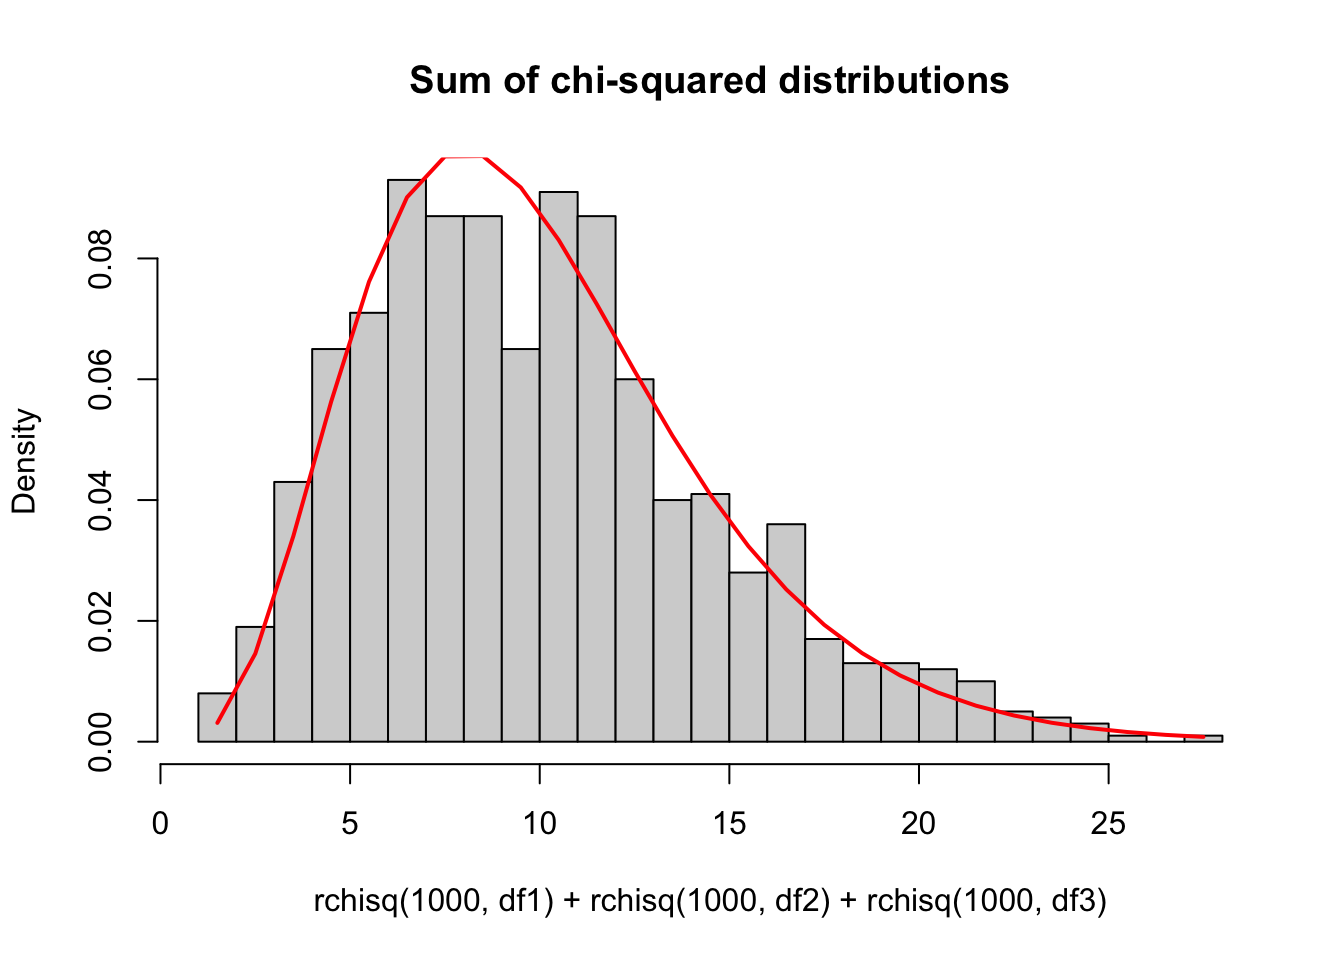 Sum of chi-squared distributions
Density
0.08
0.06
0.04
0.02
0.00
0 5 10 15 20 25
rchisq(1000, df1) + rchisq(1000, df2) + rchisq(1000, df3)